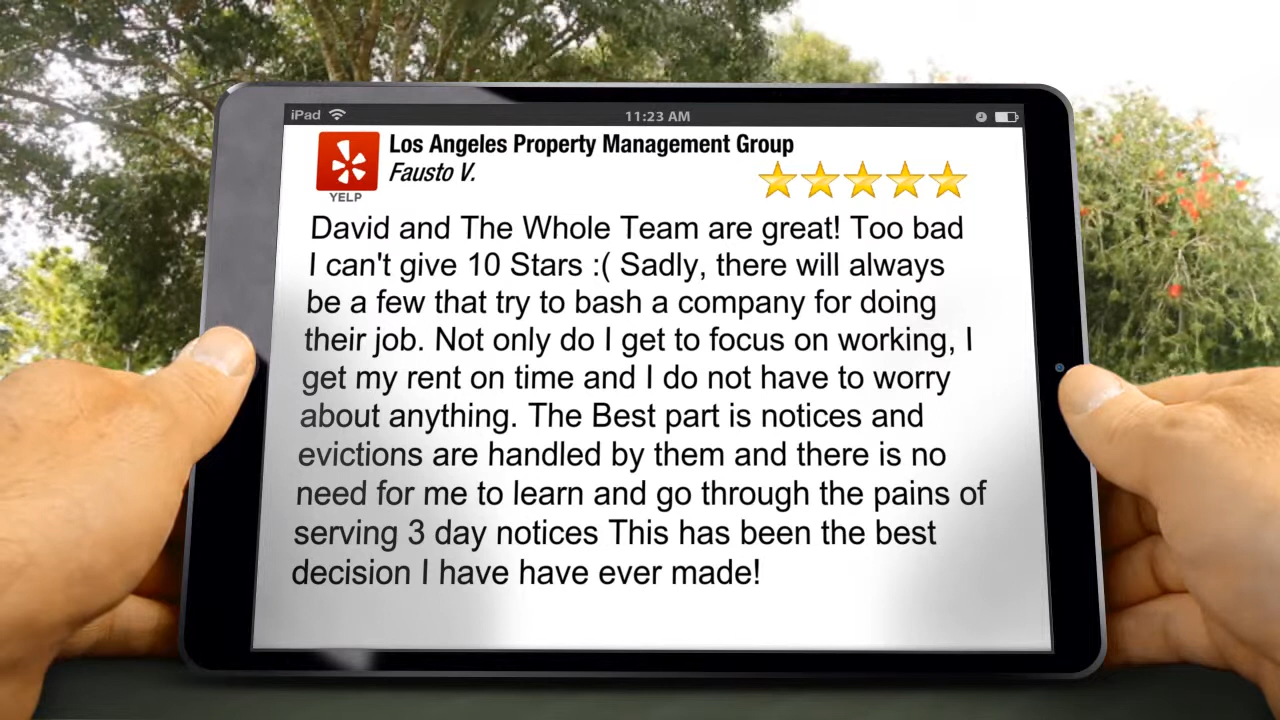 iPad 11:23 AM
Los Angeles Property Management Group
Fausto V.
YELP
David and The Whole Team are great! Too bad
I can't give 10 Stars :( Sadly, there will always
be a few that try to bash a company for doing
their job. Not only do I get to focus on working, I
get my rent on time and I do not have to worry
about anything. The Best part is notices and
evictions are handled by them and there is no
need for me to learn and go through the pains of
serving 3 day notices This has been the best
decision I have have ever made!